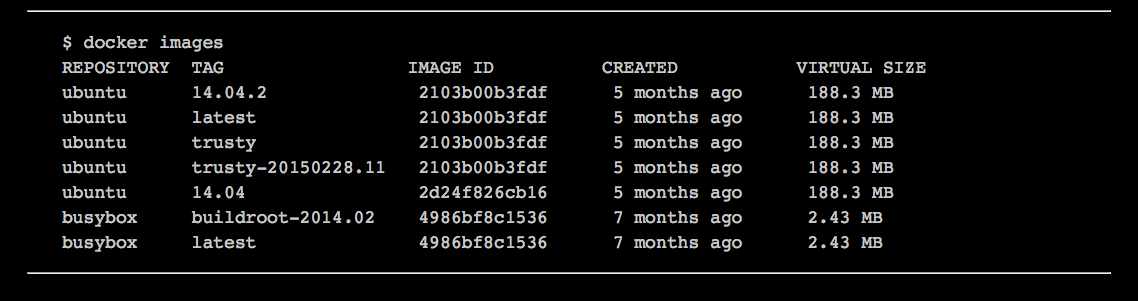 $ docker images
REPOSITORY TAG IMAGE ID CREATED VIRTUAL SIZE
ubuntu 14.04.2 2103b00b3fdf 5 months ago 188.3 MB
ubuntu latest 2103b00b3fdf 5 months ago 188.3 MB
ubuntu trusty 2103b00b3fdf 5 months ago 188.3 MB
ubuntu trusty-20150228.11 2103b00b3fdf 5 months ago 188.3 MB
ubuntu 14.04 2d24f826cb16 5 months ago 188.3 MB
busybox buildroot-2014.02 4986bf8c1536 7 months ago 2.43 MB
busybox latest 4986bf8c1536 7 months ago 2.43 MB